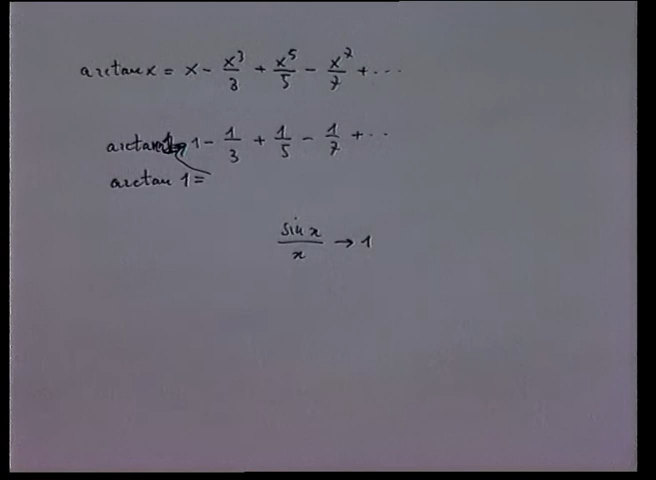 arctan x = x - x³/3 + x⁵/5 - x⁷/7 + ...
arctan 1 - 1/3 + 1/5 - 1/7 + ...
arctan 1 =
sin x / x → 1